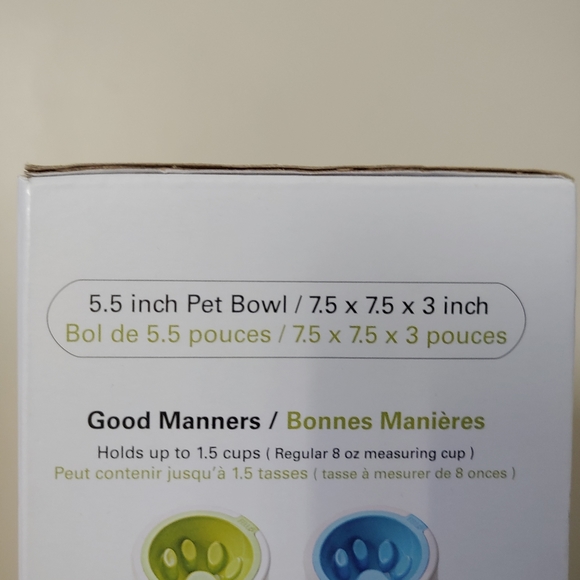 5.5 inch Pet Bowl / 7.5 x 7.5 x 3 inch
Bol de 5.5 pouces / 7.5 x 7.5 x 3 pouces
Good Manners / Bonnes Manières
Holds up to 1.5 cups ( Regular 8 oz measuring cup )
Peut contenir jusqu'à 1.5 tasses ( tasse à mesurer de 8 onces )